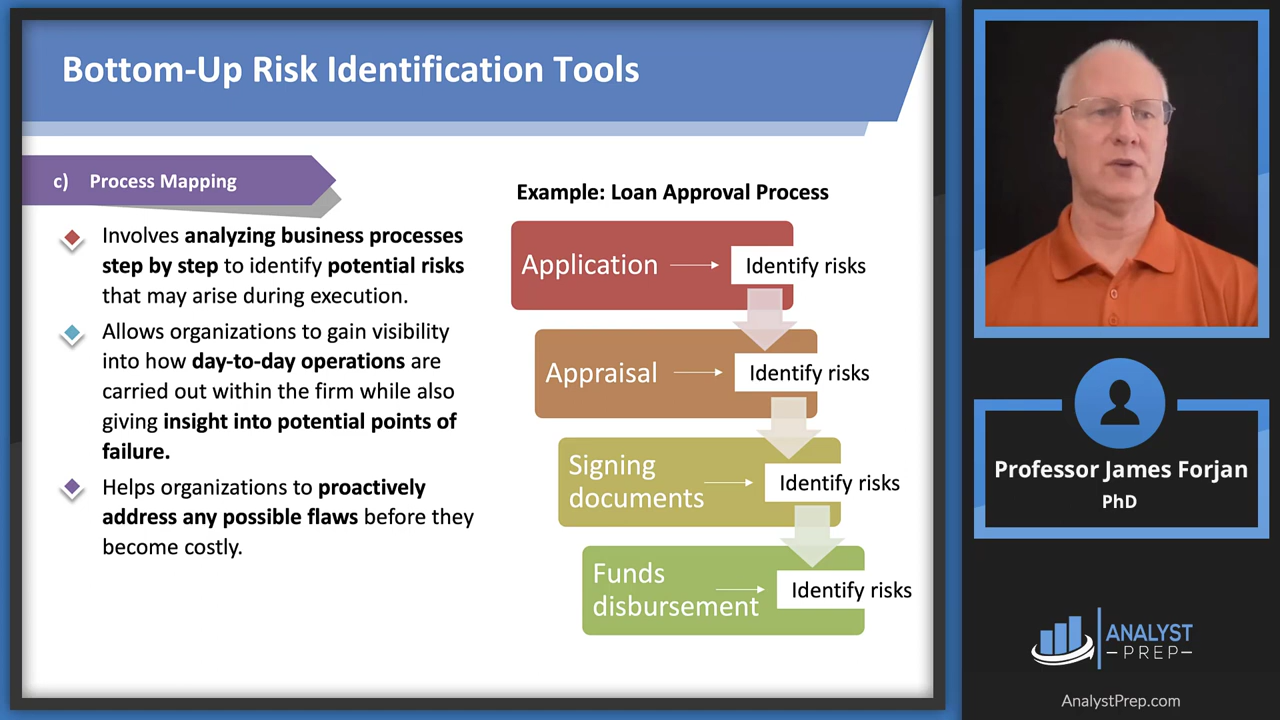 Bottom-Up Risk Identification Tools
c) Process Mapping
Involves analyzing business processes
step by step to identify potential risks
that may arise during execution.
Allows organizations to gain visibility
into how day-to-day operations are
carried out within the firm while also
giving insight into potential points of
failure.
Helps organizations to proactively
address any possible flaws before they
become costly.
Example: Loan Approval Process
Application
Identify risks
Appraisal
Identify risks
Signing
documents
Identify risks
Funds
disbursement
Identify risks
Professor James Forjan
PhD
ANALYST
PREP
AnalystPrep.com